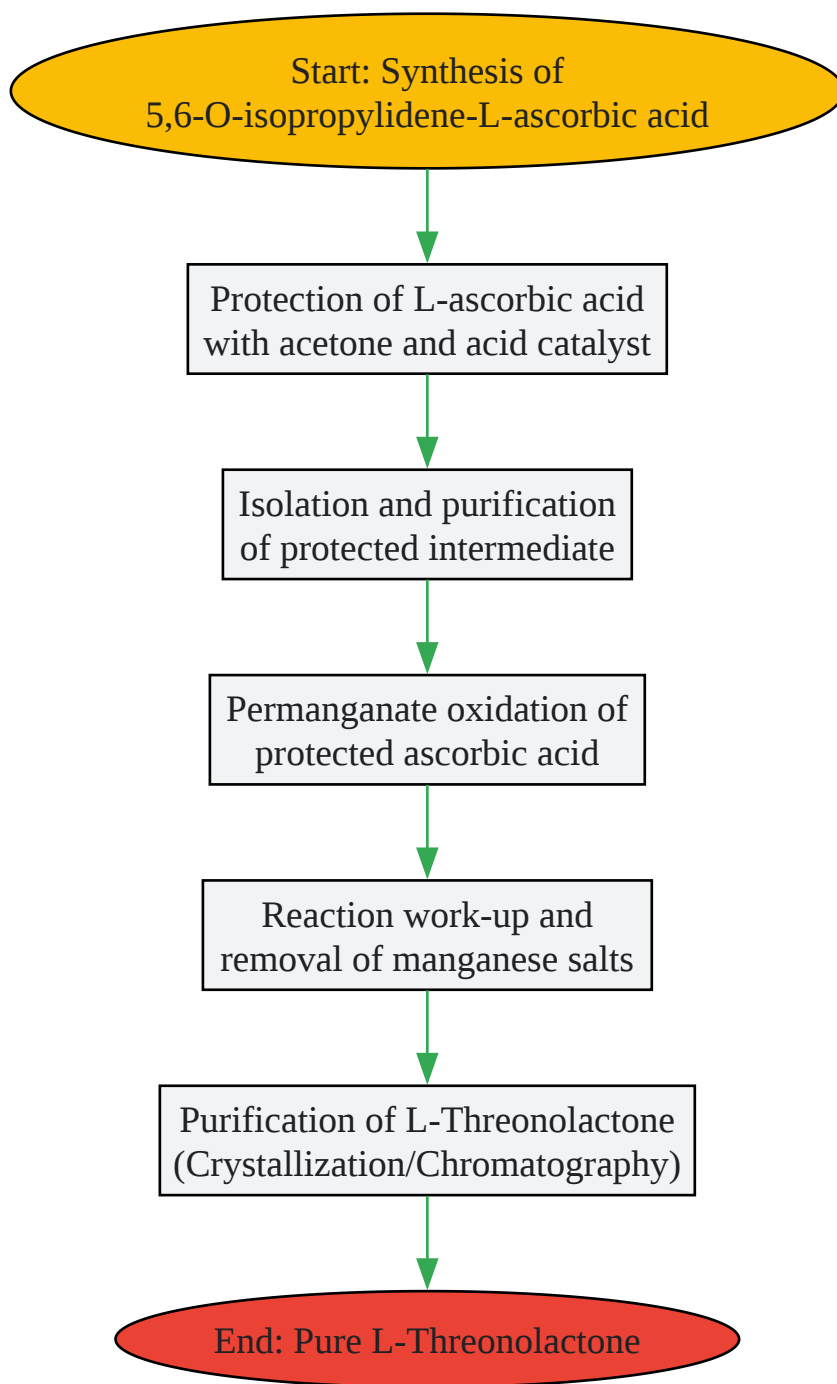 Start: Synthesis of
5,6-O-isopropylidene-L-ascorbic acid
Protection of L-ascorbic acid
with acetone and acid catalyst
Isolation and purification
of protected intermediate
Permanganate oxidation of
protected ascorbic acid
Reaction work-up and
removal of manganese salts
Purification of L-Threonolactone
(Crystallization/Chromatography)
End: Pure L-Threonolactone